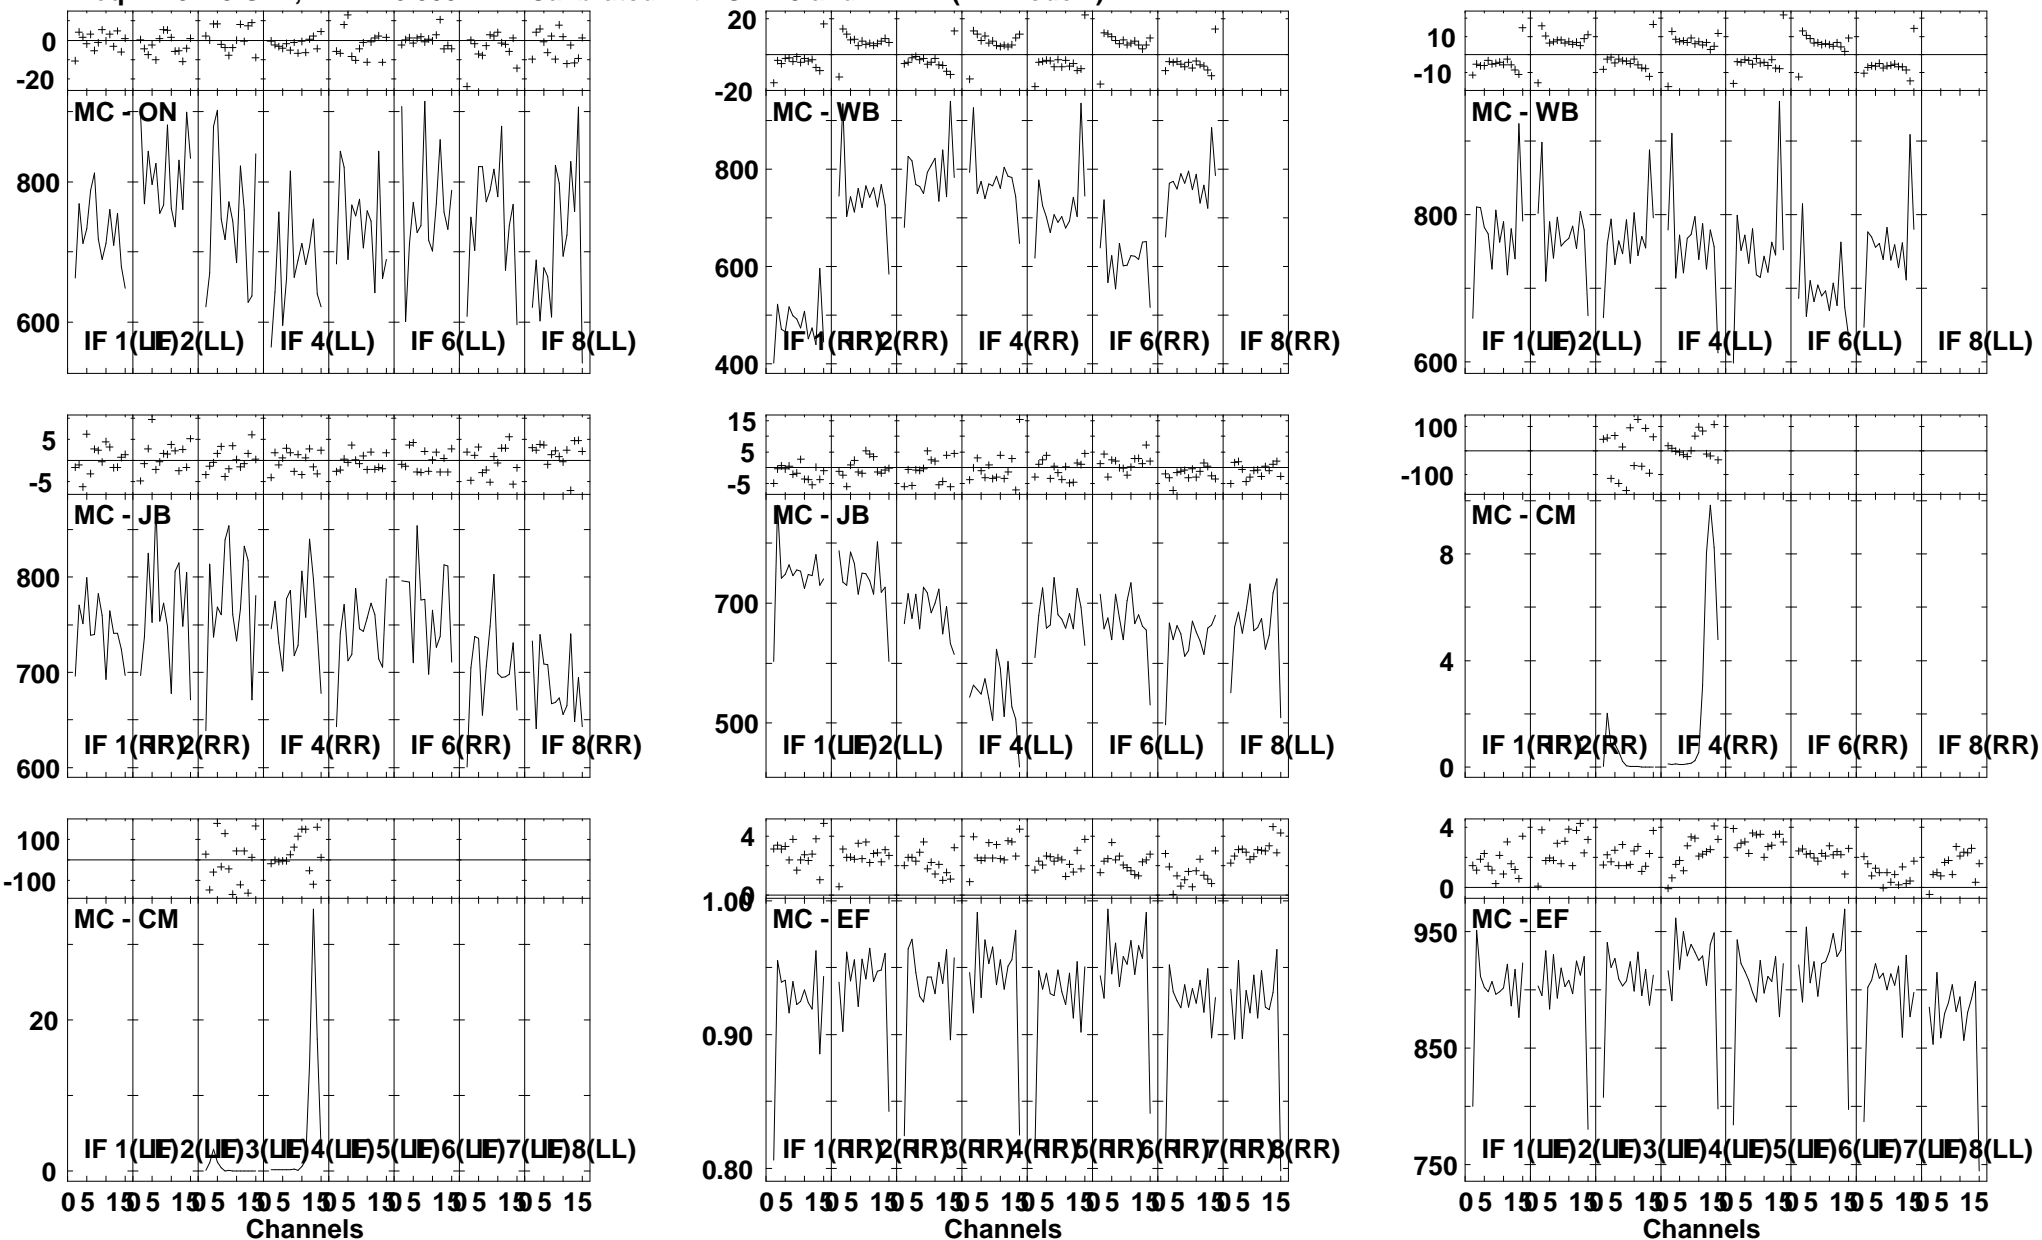 0
-20
MC - ON
800
600
IF 1(LL)
IF 2(LL)
IF 4(LL)
IF 6(LL)
IF 8(LL)
20
-20
MC - WB
800
600
400
IF 1(RR)
IF 2(RR)
IF 4(RR)
IF 6(RR)
IF 8(RR)
10
-10
MC - WB
800
600
IF 1(LL)
IF 2(LL)
IF 4(LL)
IF 6(LL)
IF 8(LL)
5
-5
MC - JB
800
700
600
IF 1(RR)
IF 2(RR)
IF 4(RR)
IF 6(RR)
IF 8(RR)
15
5
-5
MC - JB
700
500
IF 1(LL)
IF 2(LL)
IF 4(LL)
IF 6(LL)
IF 8(LL)
100
-100
MC - CM
8
4
0
IF 1(RR)
IF 2(RR)
IF 4(RR)
IF 6(RR)
IF 8(RR)
100
-100
MC - CM
20
0
IF 1(LL)
IF 2(LL)
IF 3(LL)
IF 4(LL)
IF 5(LL)
IF 6(LL)
IF 7(LL)
IF 8(LL)
0 5 15
Channels
4
0
1.00
MC - EF
0.90
0.80
IF 1(RR)
IF 2(RR)
IF 3(RR)
IF 4(RR)
IF 5(RR)
IF 6(RR)
IF 7(RR)
IF 8(RR)
0 5 15
Channels
4
0
MC - EF
950
850
750
IF 1(LL)
IF 2(LL)
IF 3(LL)
IF 4(LL)
IF 5(LL)
IF 6(LL)
IF 7(LL)
IF 8(LL)
0 5 15
Channels